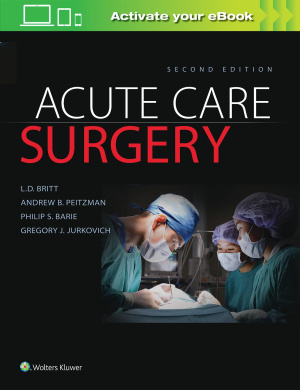 Activate your eBook
SECOND EDITION
ACUTE CARE
SURGERY
L.D. BRITT
ANDREW B. PEITZMAN
PHILIP S. BARIE
GREGORY J. JURKOVICH
Wolters Kluwer